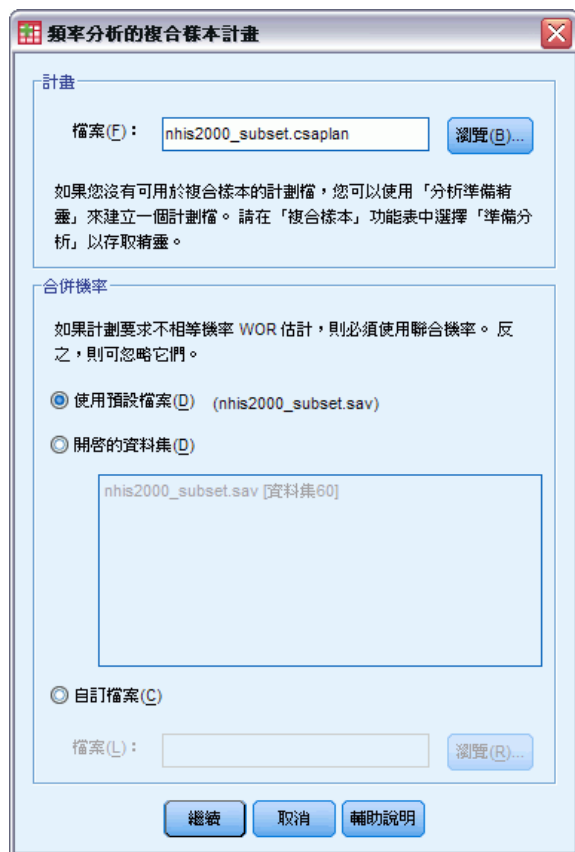 頻率分析的複合樣本計畫
計畫
檔案(F)：
nhis2000_subset.csaplan
瀏覽(B)...
如果您沒有可用於複合樣本的計劃檔，您可以使用「分析準備精
靈」來建立一個計劃檔。 請在「複合樣本」功能表中選擇「準備分
析」以存取精靈。
合併機率
如果計劃要求不相等機率 WOR 估計，則必須使用聯合機率。 反
之，則可忽略它們。
使用預設檔案(D) (nhis2000_subset.sav)
開啓的資料集(D)
nhis2000_subset.sav [資料集60]
自訂檔案(C)
檔案(L)：
瀏覽(R)...
繼續 取消 輔助說明